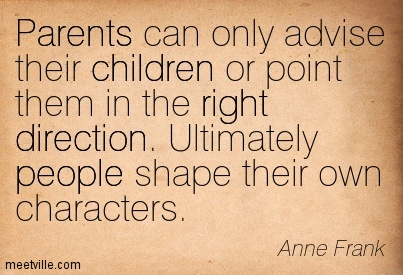 Parents can only advise
their children or point
them in the right
direction. Ultimately
people shape their own
characters.
Anne Frank
meetville.com